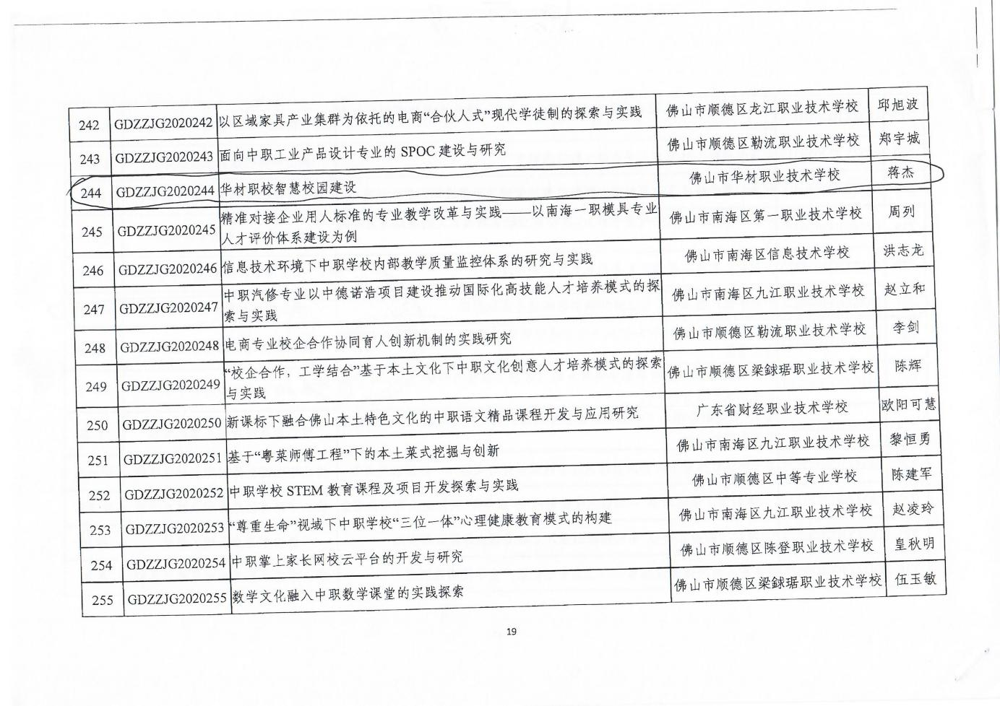 242 GDZZJG2020242 以区域家具产业集群为依托的电商“合伙人式”现代学徒制的探索与实践 佛山市顺德区龙江职业技术学校 邱旭波
243 GDZZJG2020243 面向中职工业产品设计专业的 SPOC 建设与研究 佛山市顺德区勒流职业技术学校 郑宇城
244 GDZZJG2020244 华材职校智慧校园建设 佛山市华材职业技术学校 蒋杰
245 GDZZJG2020245 精准对接企业用人标准的专业教学改革与实践——以南海一职模具专业
人才评价体系建设为例 佛山市南海区第一职业技术学校 周列
246 GDZZJG2020246 信息技术环境下中职学校内部教学质量监控体系的研究与实践 佛山市南海区信息技术学校 洪志龙
247 GDZZJG2020247 中职汽修专业以中德诺浩项目建设推动国际化高技能人才培养模式的探
索与实践 佛山市南海区九江职业技术学校 赵立和
248 GDZZJG2020248 电商专业校企合作协同育人创新机制的实践研究 佛山市顺德区勒流职业技术学校 李剑
249 GDZZJG2020249 “校企合作，工学结合”基于本土文化下中职文化创意人才培养模式的探索
与实践 佛山市顺德区梁銶琚职业技术学校 陈辉
250 GDZZJG2020250 新课标下融合佛山本土特色文化的中职语文精品课程开发与应用研究 广东省财经职业技术学校 欧阳可慧
251 GDZZJG2020251 基于“粤菜师傅工程”下的本土菜式挖掘与创新 佛山市南海区九江职业技术学校 黎恒勇
252 GDZZJG2020252 中职学校 STEM 教育课程及项目开发探索与实践 佛山市顺德区中等专业学校 陈建军
253 GDZZJG2020253 “尊重生命”视域下中职学校“三位一体”心理健康教育模式的构建 佛山市南海区九江职业技术学校 赵凌玲
254 GDZZJG2020254 中职掌上家长网校云平台的开发与研究 佛山市顺德区陈登职业技术学校 皇秋明
255 GDZZJG2020255 数学文化融入中职数学课堂的实践探索 佛山市顺德区梁銶琚职业技术学校 伍玉敏
19